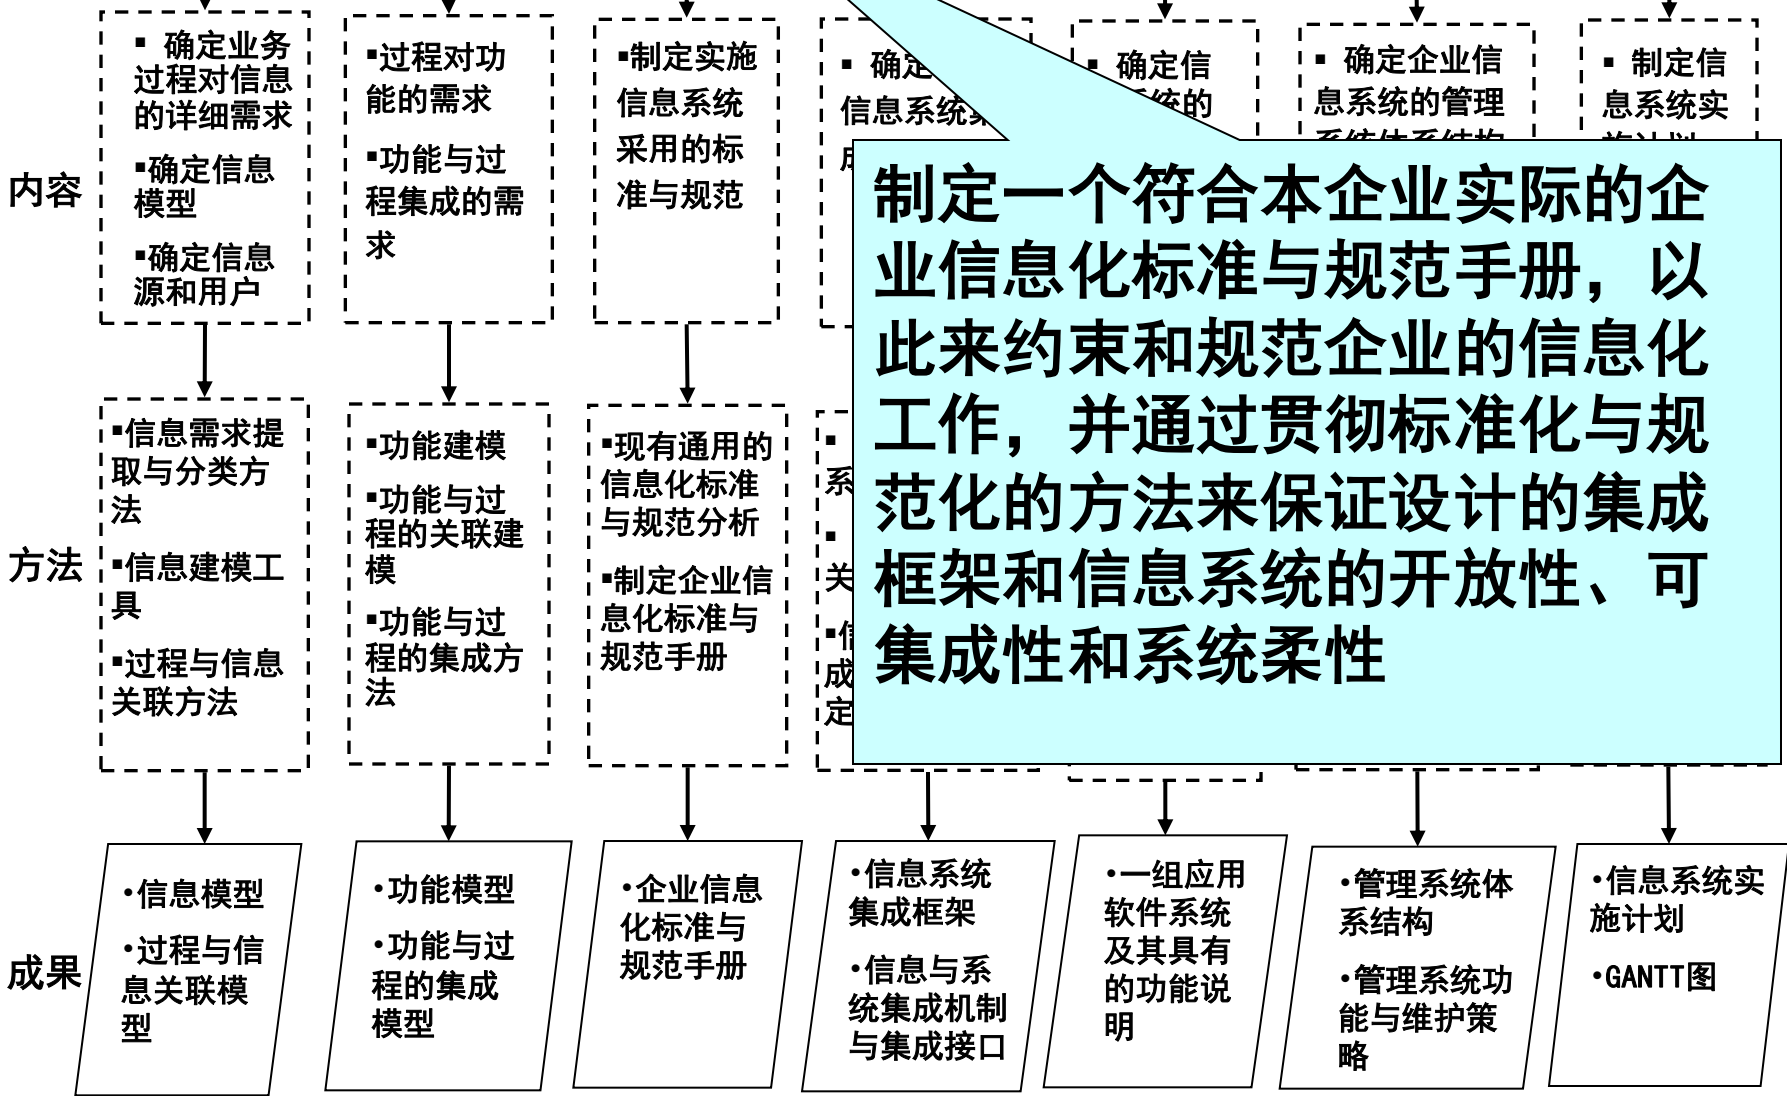 内容
▪ 确定业务
过程对信息
的详细需求
▪确定信息
模型
▪确定信息
源和用户
▪过程对功
能的需求
▪功能与过
程集成的需
求
▪制定实施
信息系统
采用的标
准与规范
▪ 确定
信息系统集
▪ 确定信
系统的
▪ 确定企业信
息系统的管理
系统体系结构
▪ 制定信
息系统实
施计划
制定一个符合本企业实际的企
业信息化标准与规范手册，以
此来约束和规范企业的信息化
工作，并通过贯彻标准化与规
范化的方法来保证设计的集成
框架和信息系统的开放性、可
集成性和系统柔性
方法
▪信息需求提
取与分类方
法
▪信息建模工
具
▪过程与信息
关联方法
▪功能建模
▪功能与过
程的关联建
模
▪功能与过
程的集成方
法
▪现有通用的
信息化标准
与规范分析
▪制定企业信
息化标准与
规范手册
系
关
▪信
成
定
成果
•信息模型
•过程与信
息关联模
型
•功能模型
•功能与过
程的集成
模型
•企业信息
化标准与
规范手册
•信息系统
集成框架
•信息与系
统集成机制
与集成接口
•一组应用
软件系统
及其具有
的功能说
明
•管理系统体
系结构
•管理系统功
能与维护策
略
•信息系统实
施计划
•GANTT图